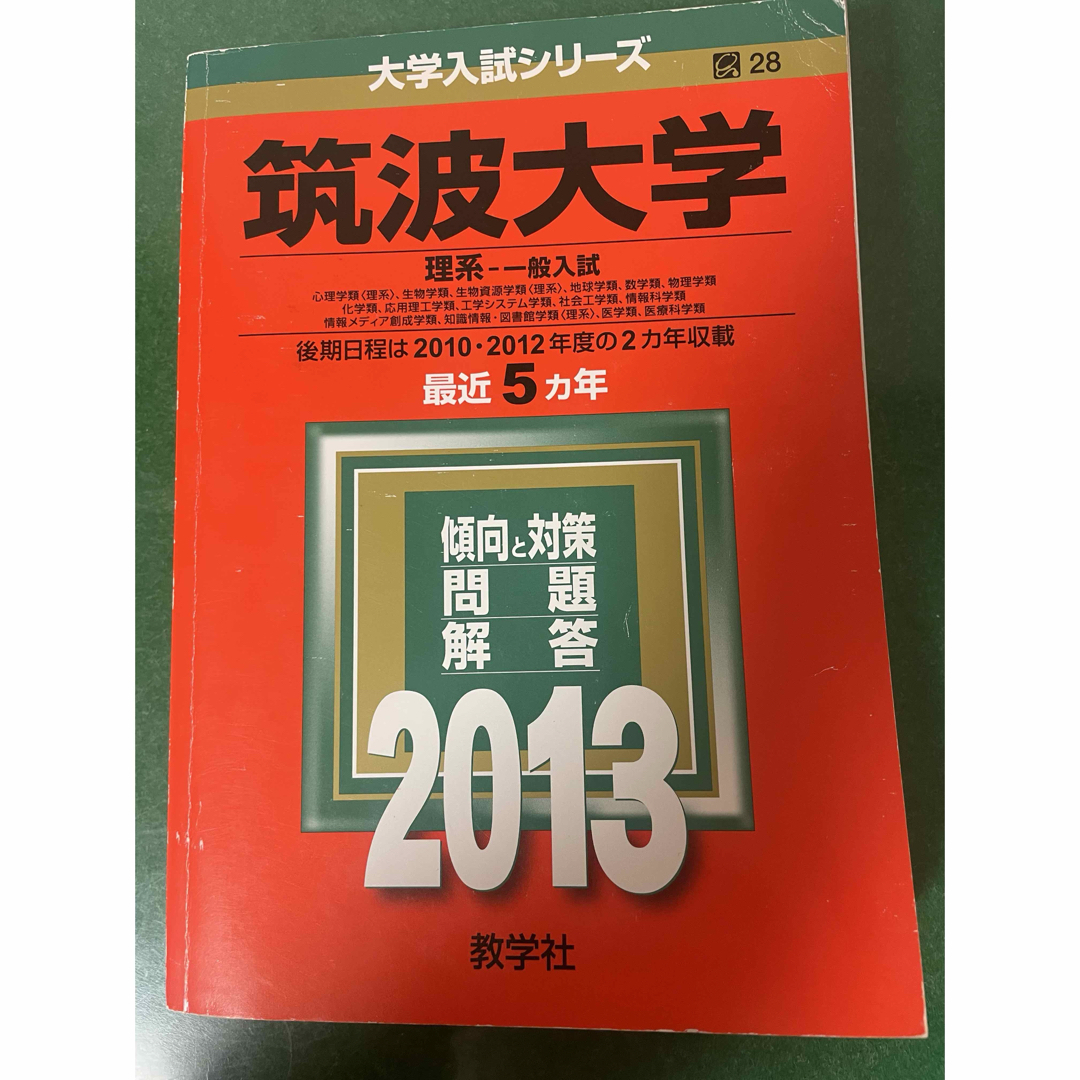 大学入試シリーズ
28
筑波大学
理系-一般入試
心理学類〈理系〉、生物学類、生物資源学類〈理系〉、地球学類、数学類、物理学類
化学類、応用理工学類、工学システム学類、社会工学類、情報科学類
情報メディア創成学類、知識情報・図書館学類〈理系〉、医学類、医療科学類
後期日程は2010・2012年度の2カ年収載
最近5カ年
傾向と対策
問題
解答
2013
教学社